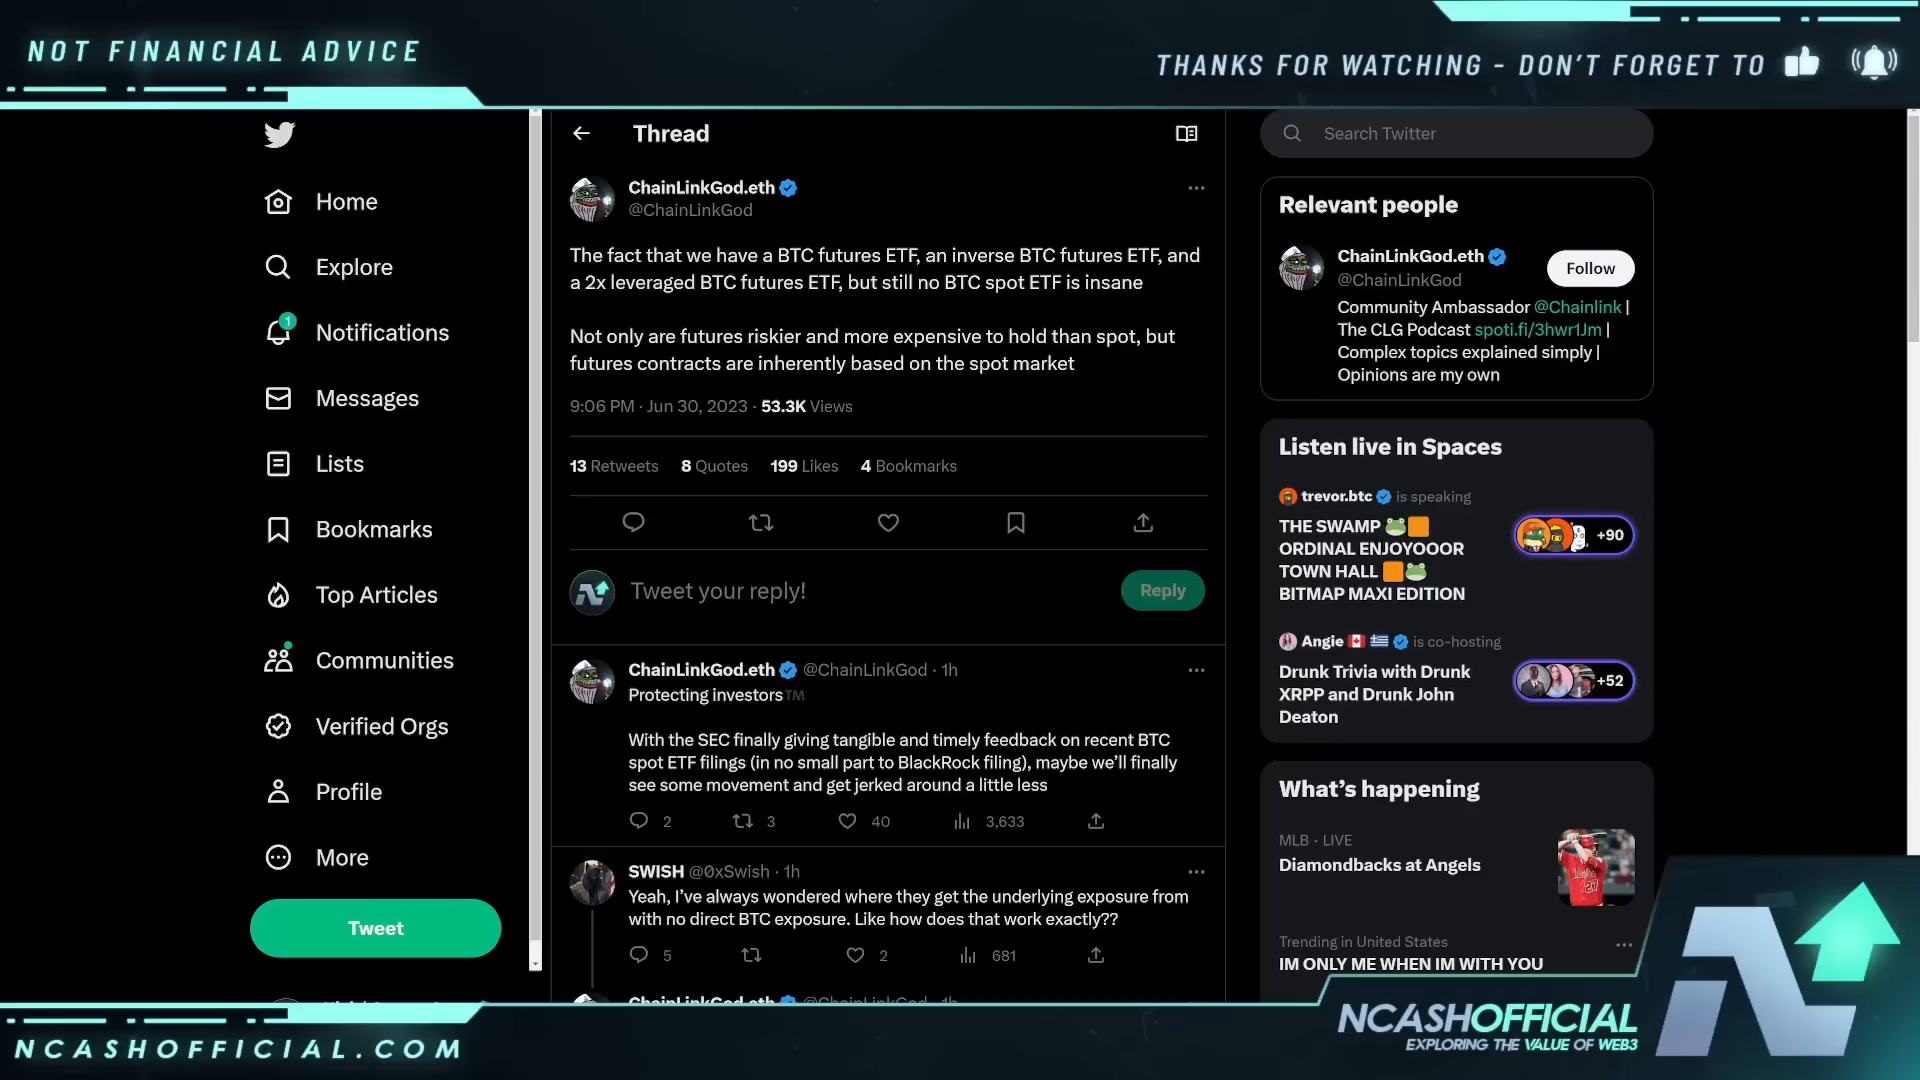 NOT FINANCIAL ADVICE
THANKS FOR WATCHING - DON'T FORGET TO
Home
Explore
1
Notifications
Messages
Lists
Bookmarks
Top Articles
Communities
Verified Orgs
Profile
More
Tweet
Thread
ChainLinkGod.eth
@ChainLinkGod
The fact that we have a BTC futures ETF, an inverse BTC futures ETF, and
a 2x leveraged BTC futures ETF, but still no BTC spot ETF is insane
Not only are futures riskier and more expensive to hold than spot, but
futures contracts are inherently based on the spot market
9:06 PM · Jun 30, 2023 · 53.3K Views
13 Retweets 8 Quotes 199 Likes 4 Bookmarks
Tweet your reply!
Reply
ChainLinkGod.eth @ChainLinkGod · 1h
Protecting investors™
With the SEC finally giving tangible and timely feedback on recent BTC
spot ETF filings (in no small part to BlackRock filing), maybe we'll finally
see some movement and get jerked around a little less
2 3 40 3,633
SWISH @0xSwish · 1h
Yeah, I've always wondered where they get the underlying exposure from
with no direct BTC exposure. Like how does that work exactly??
5 2 681
ChainLinkGod.eth @ChainLinkGod · 1h
Search Twitter
Relevant people
ChainLinkGod.eth
@ChainLinkGod
Follow
Community Ambassador @Chainlink |
The CLG Podcast spoti.fi/3hwr1Jm |
Complex topics explained simply |
Opinions are my own
Listen live in Spaces
trevor.btc is speaking
THE SWAMP 🐸🟧
ORDINAL ENJOYOOOR
TOWN HALL 🟧🐸
BITMAP MAXI EDITION
+90
Angie 🇨🇦 🇬🇷 is co-hosting
Drunk Trivia with Drunk
XRPP and Drunk John
Deaton
+52
What's happening
MLB · LIVE
Diamondbacks at Angels
Trending in United States
IM ONLY ME WHEN IM WITH YOU
NCASHOFFICIAL.COM
NCASHOFFICIAL
EXPLORING THE VALUE OF WEB3